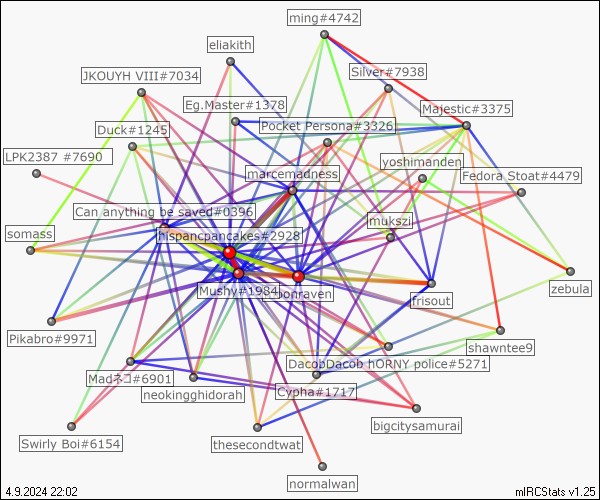 ming#4742
eliakith
JKOUYH VIII#7034
Silver#7938
Eg.Master#1378
Majestic#3375
Duck#1245
Pocket Persona#3326
LPK2387 #7690
yoshimanden
marcemadness
Fedora Stoat#4479
Can anything be saved#0396
mukszi
somass
hispancpancakes#2928
Mushy#1984
onraven
zebula
frisout
Pikabro#9971
shawntee9
DacobDacob hORNY police#5271
Madネコ#6901
neokingghidorah
Cypha#1717
bigcitysamurai
Swirly Boi#6154
thesecondtwat
normalwan
4.9.2024 22:02
mIRCStats v1.25